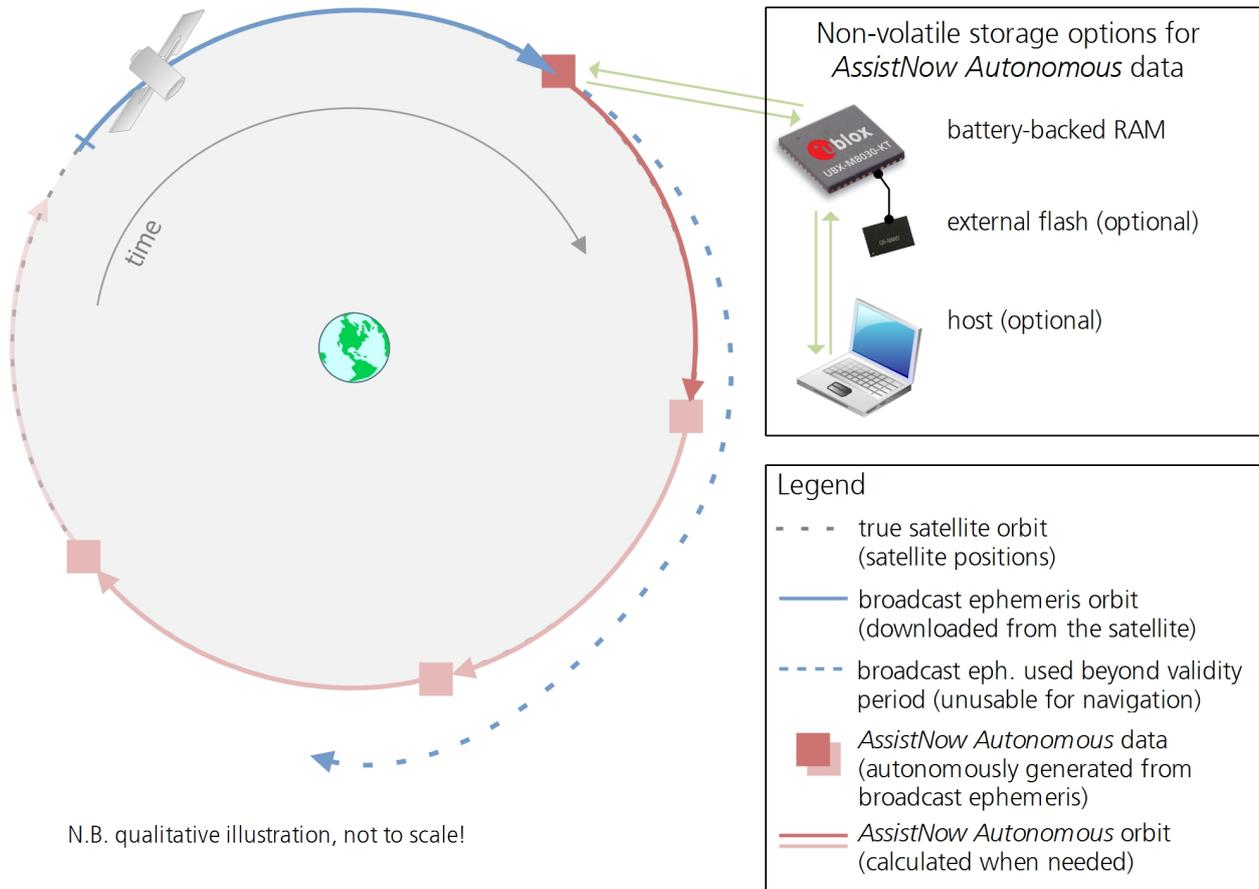 time
N.B. qualitative illustration, not to scale!
Non-volatile storage options for
AssistNow Autonomous data
battery-backed RAM
ublox
UBX-M8030-KT
external flash (optional)
host (optional)
Legend
true satellite orbit
(satellite positions)
broadcast ephemeris orbit
(downloaded from the satellite)
broadcast eph. used beyond validity
period (unusable for navigation)
AssistNow Autonomous data
(autonomously generated from
broadcast ephemeris)
AssistNow Autonomous orbit
(calculated when needed)